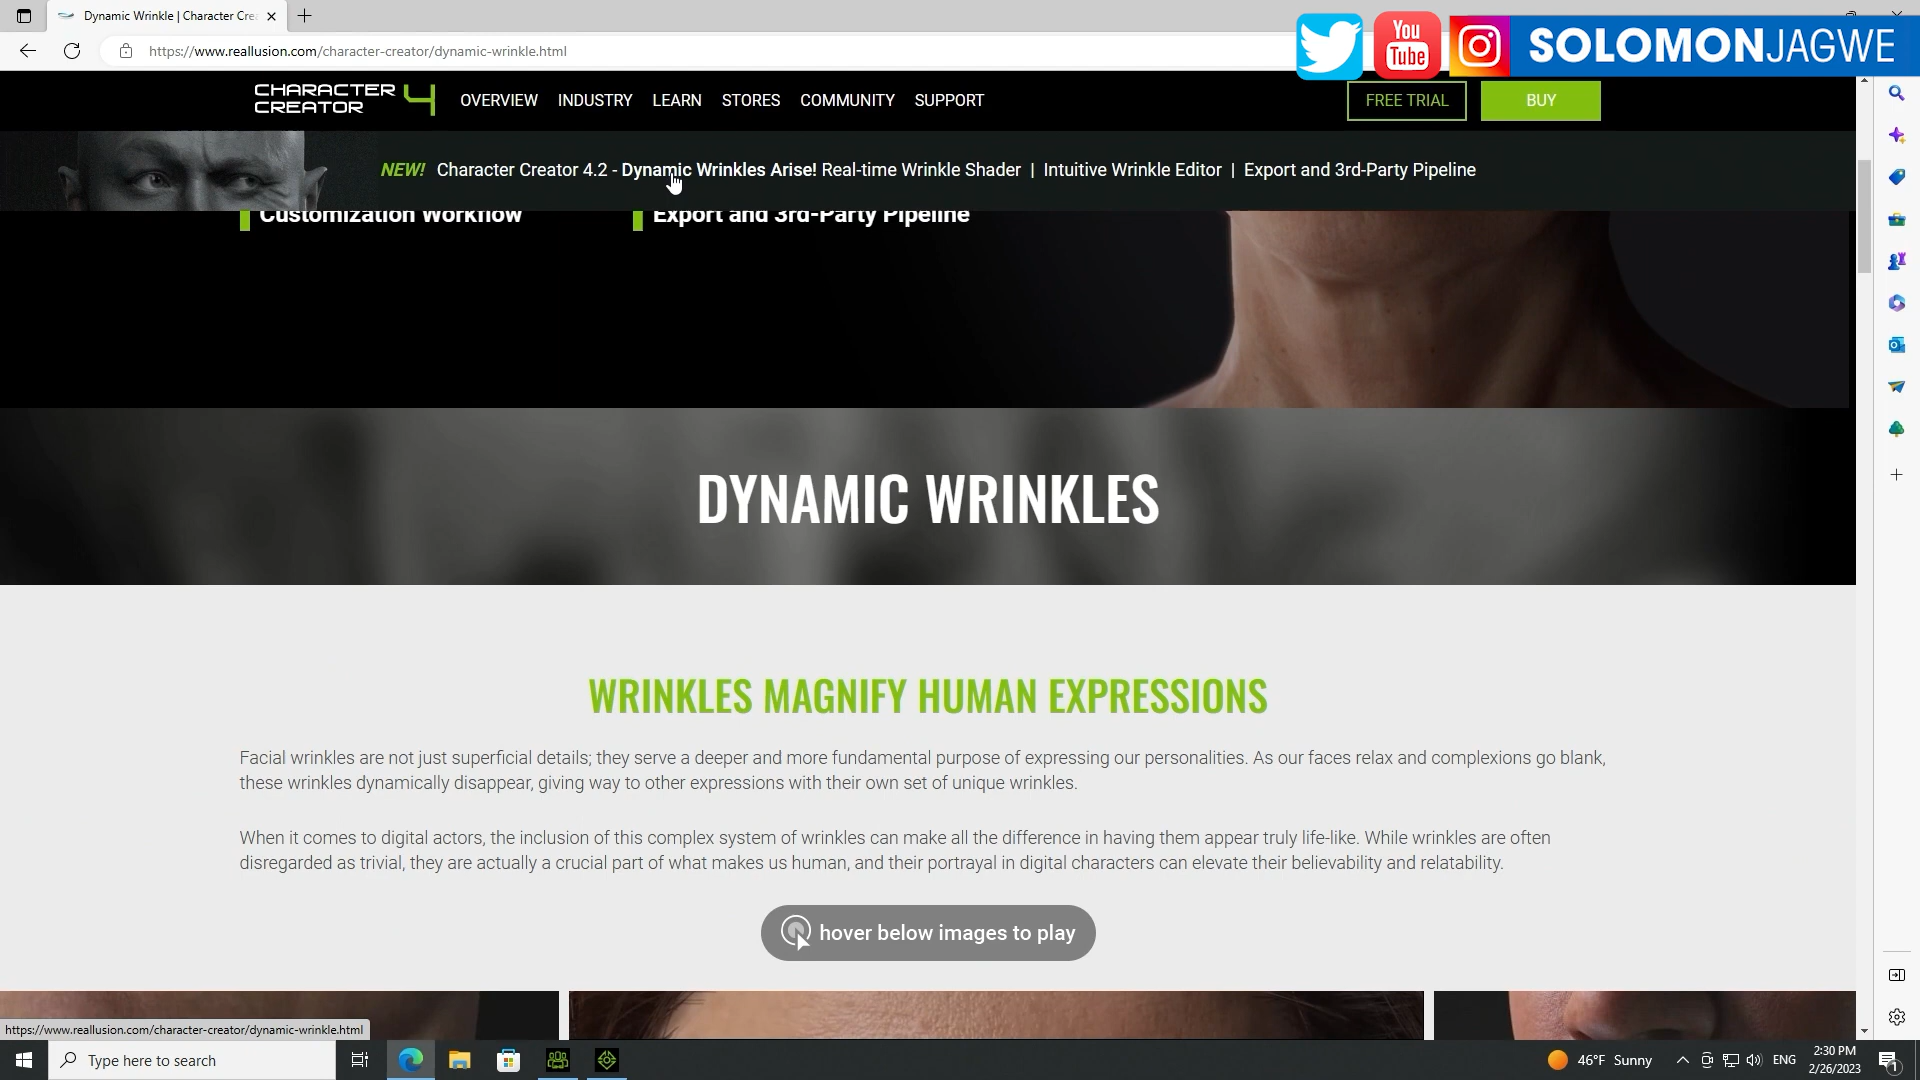 Dynamic Wrinkle | Character Crea
https://www.reallusion.com/character-creator/dynamic-wrinkle.html
You
Tube
SOLOMONJAGWE
CHARACTER
CREATOR 4
OVERVIEW INDUSTRY LEARN STORES COMMUNITY SUPPORT
FREE TRIAL
BUY
NEW! Character Creator 4.2 - Dynamic Wrinkles Arise! Real-time Wrinkle Shader | Intuitive Wrinkle Editor | Export and 3rd-Party Pipeline
Customization Workflow
Export and 3rd-Party Pipeline
DYNAMIC WRINKLES
WRINKLES MAGNIFY HUMAN EXPRESSIONS
Facial wrinkles are not just superficial details; they serve a deeper and more fundamental purpose of expressing our personalities. As our faces relax and complexions go blank,
these wrinkles dynamically disappear, giving way to other expressions with their own set of unique wrinkles.
When it comes to digital actors, the inclusion of this complex system of wrinkles can make all the difference in having them appear truly life-like. While wrinkles are often
disregarded as trivial, they are actually a crucial part of what makes us human, and their portrayal in digital characters can elevate their believability and relatability.
hover below images to play
https://www.reallusion.com/character-creator/dynamic-wrinkle.html
Type here to search
46°F Sunny
ENG
2:30 PM
2/26/2023
1